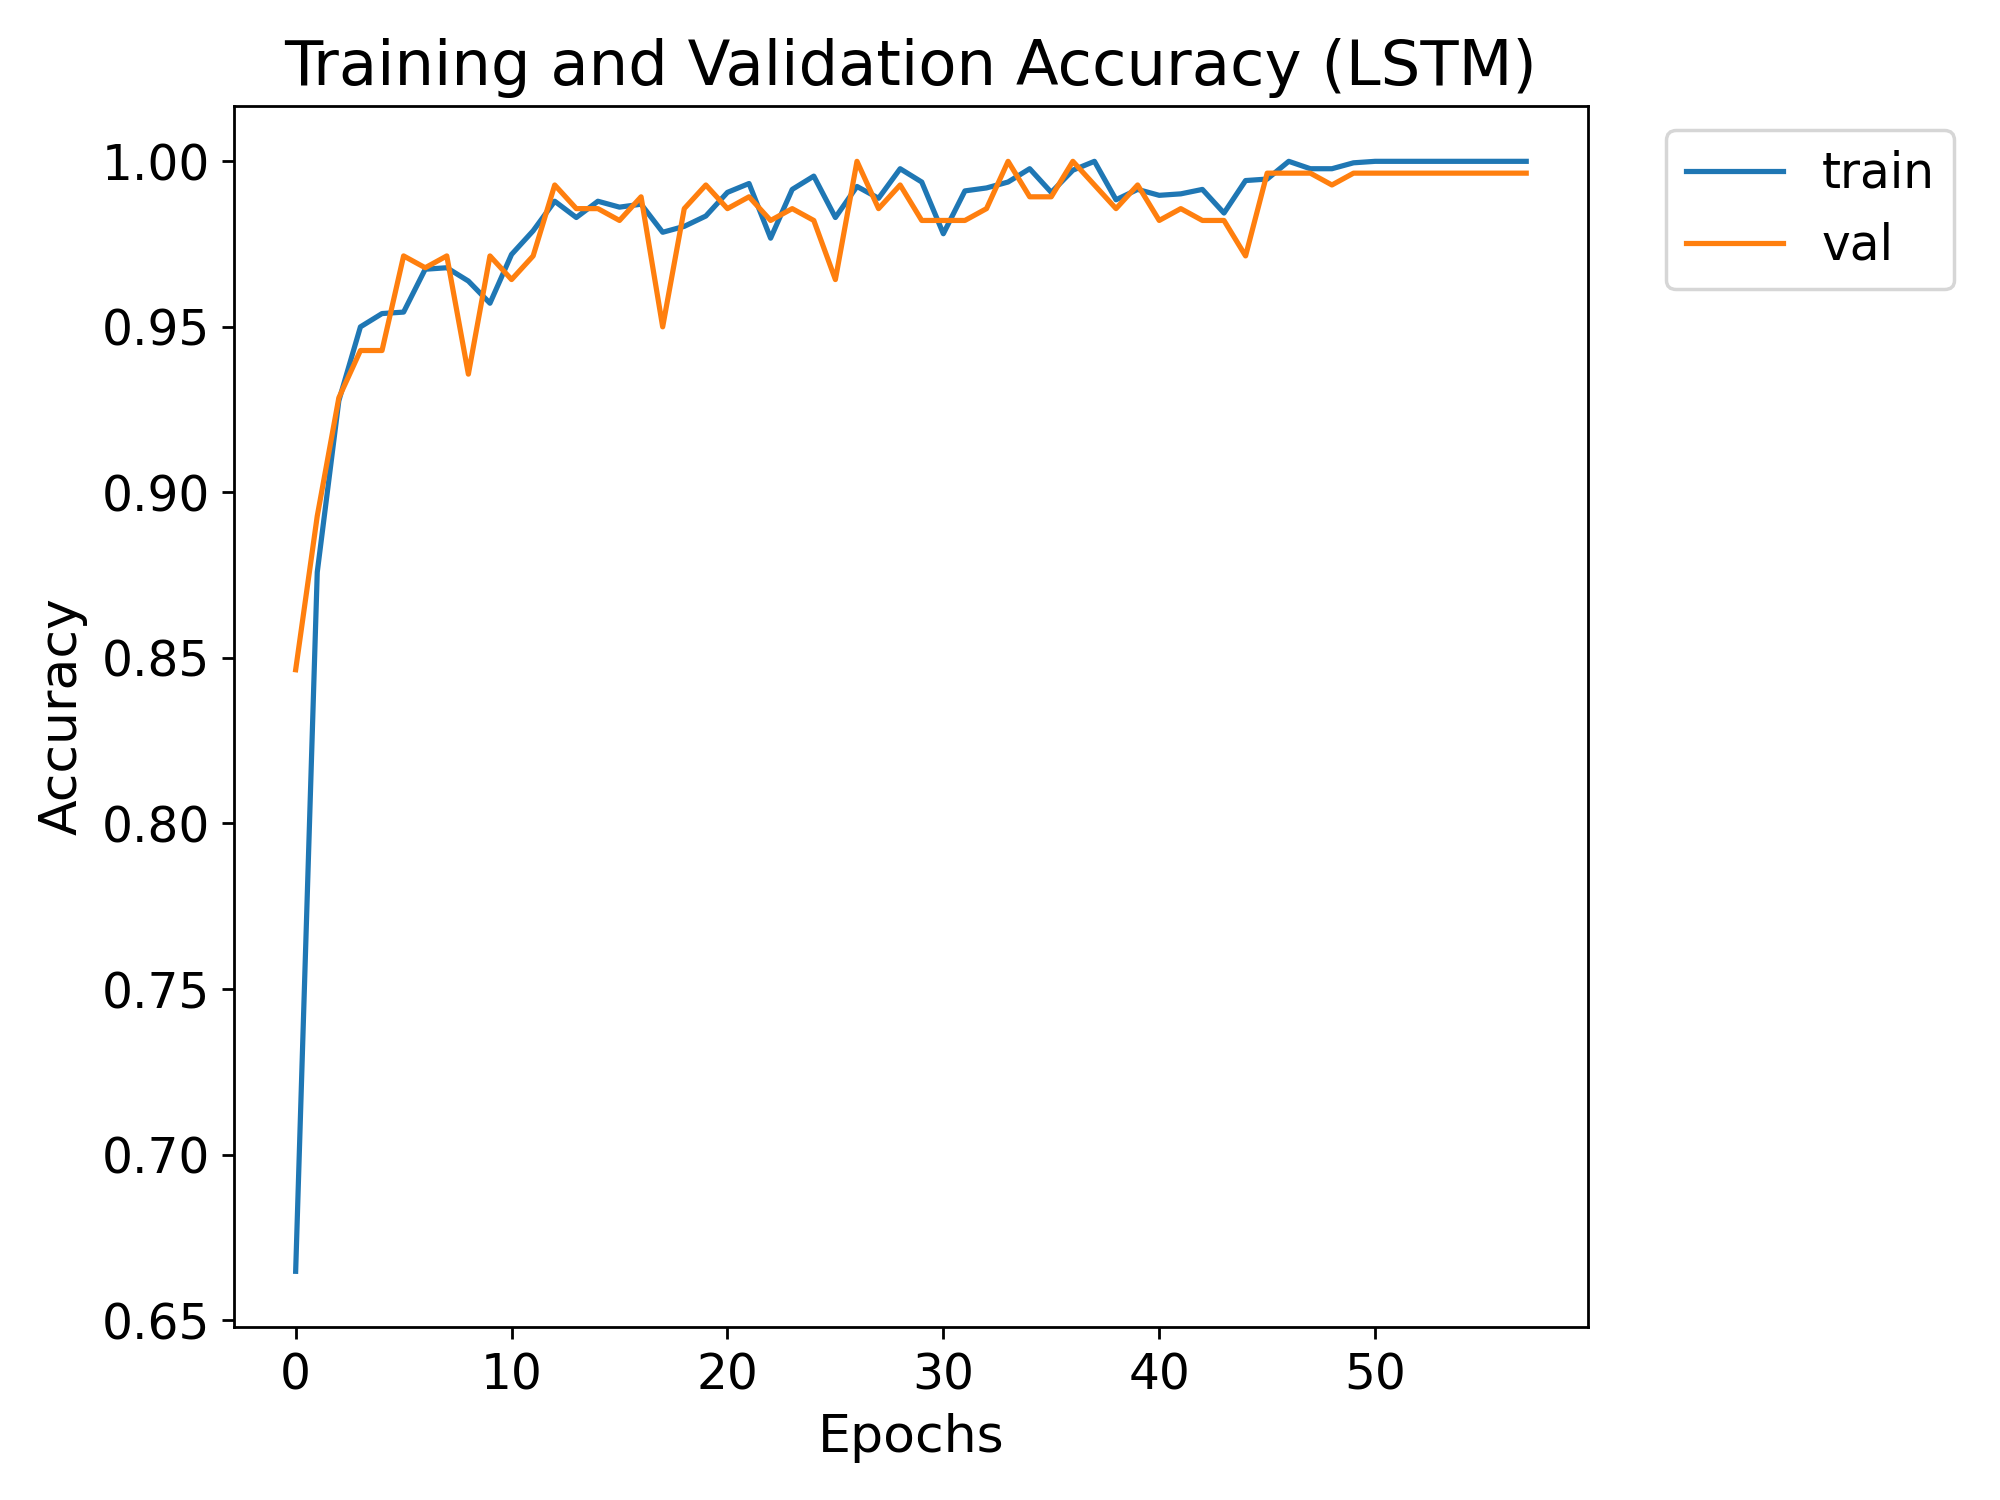 Training and Validation Accuracy (LSTM)
train
val
1.00
0.95
0.90
0.85
0.80
0.75
0.70
0.65
Accuracy
0 10 20 30 40 50
Epochs